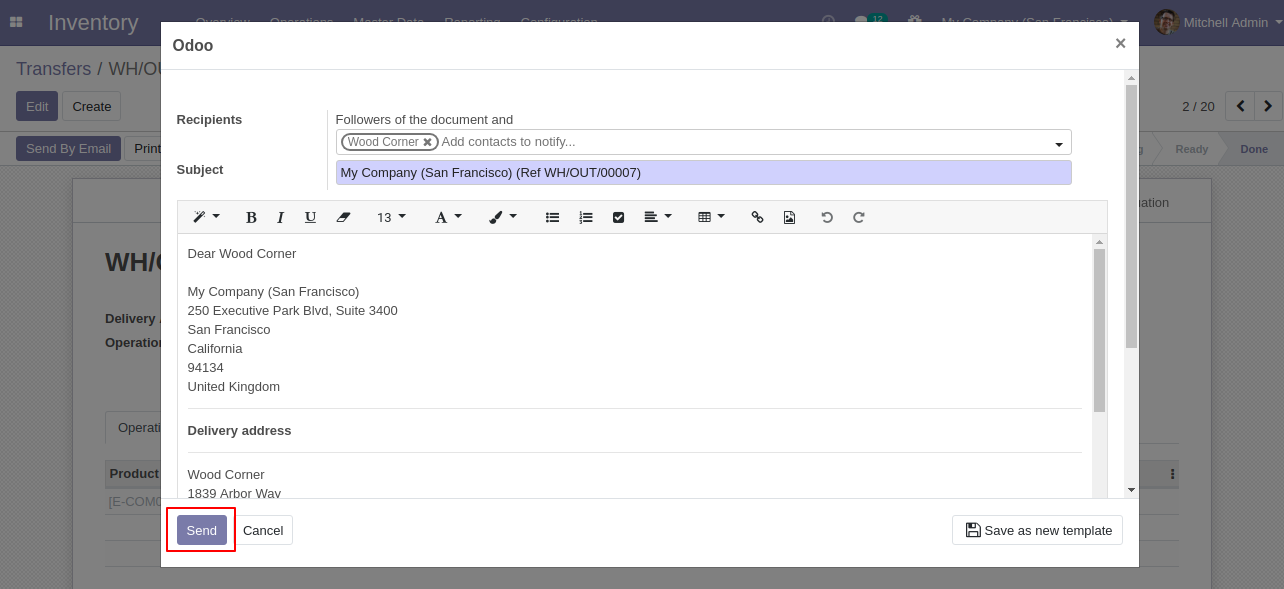 Inventory
Overview Operations Master Data Reporting Configuration
12
My Company (San Francisco)
Mitchell Admin
Transfers / WH/OU
Edit
Create
2 / 20
Send By Email
Print
Ready
Done
Odoo
×
Recipients
Followers of the document and
Wood Corner
Add contacts to notify...
Subject
My Company (San Francisco) (Ref WH/OUT/00007)
B I U 13 A
Dear Wood Corner
My Company (San Francisco)
250 Executive Park Blvd, Suite 3400
San Francisco
California
94134
United Kingdom
Delivery address
Wood Corner
1839 Arbor Way
Send
Cancel
Save as new template
WH/O
Delivery
Operation
Operati
Product
[E-COM0